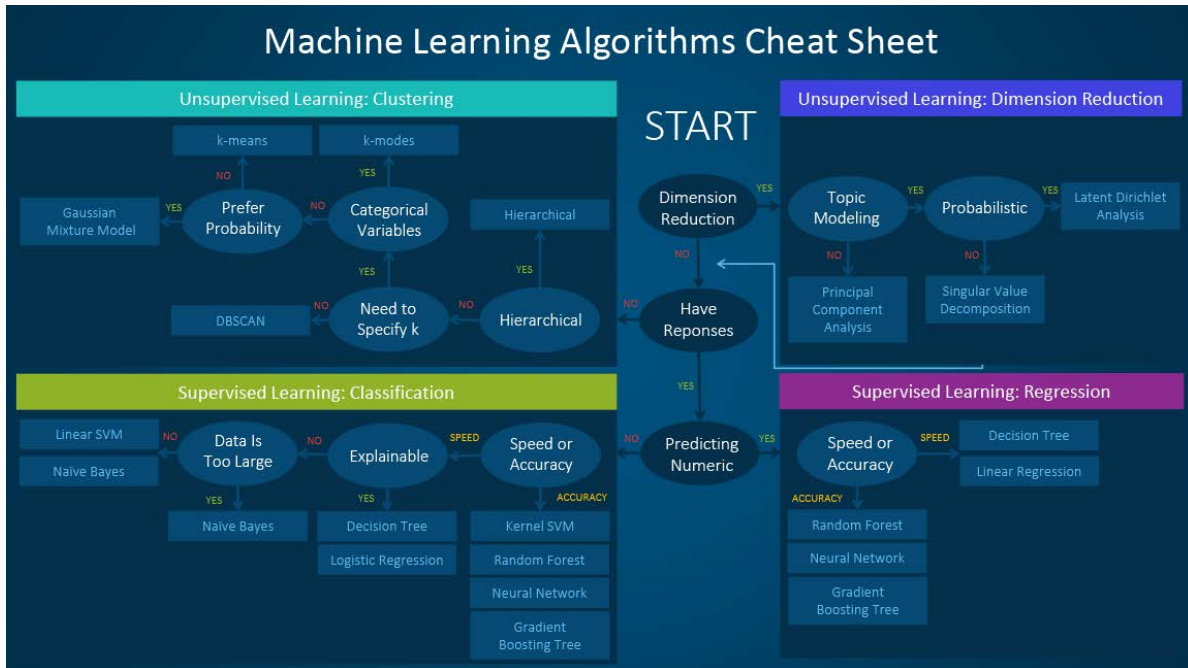 Machine Learning Algorithms Cheat Sheet
Unsupervised Learning: Clustering
k-means
k-modes
NO
YES
Gaussian
Mixture Model
YES
Prefer
Probability
NO
Categorical
Variables
Hierarchical
YES
YES
DBSCAN
NO
Need to
Specify k
NO
Hierarchical
START
Dimension
Reduction
YES
NO
NO
Have
Reponses
YES
NO
Predicting
Numeric
YES
Unsupervised Learning: Dimension Reduction
Topic
Modeling
YES
Probabilistic
YES
Latent Dirichlet
Analysis
NO
NO
Principal
Component
Analysis
Singular Value
Decomposition
Supervised Learning: Classification
Linear SVM
Naïve Bayes
NO
Data Is
Too Large
NO
Explainable
SPEED
Speed or
Accuracy
YES
YES
ACCURACY
Naïve Bayes
Decision Tree
Logistic Regression
Kernel SVM
Random Forest
Neural Network
Gradient
Boosting Tree
Supervised Learning: Regression
Speed or
Accuracy
SPEED
Decision Tree
Linear Regression
ACCURACY
Random Forest
Neural Network
Gradient
Boosting Tree